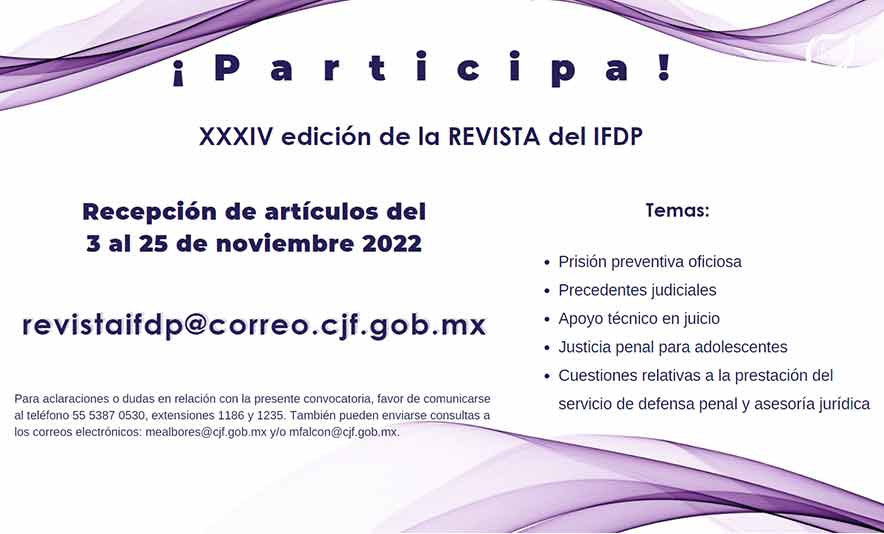 ¡Participa!
XXXIV edición de la REVISTA del IFDP
Recepción de artículos del
3 al 25 de noviembre 2022
revistaifdp@correo.cjf.gob.mx
Para aclaraciones o dudas en relación con la presente convocatoria, favor de comunicarse
al teléfono 55 5387 0530, extensiones 1186 y 1235. También pueden enviarse consultas a
los correos electrónicos: mealbores@cjf.gob.mx y/o mfalcon@cjf.gob.mx.
Temas:
• Prisión preventiva oficiosa
• Precedentes judiciales
• Apoyo técnico en juicio
• Justicia penal para adolescentes
• Cuestiones relativas a la prestación del
servicio de defensa penal y asesoría jurídica